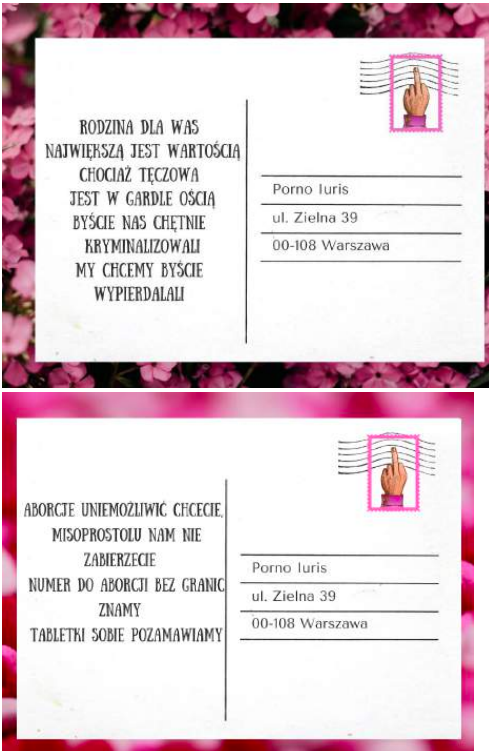 RODZINA DLA WAS
NAJWIĘKSZĄ JEST WARTOŚCIĄ
CHOCIAŻ TĘCZOWA
JEST W GARDLE OŚCIĄ
BYŚCIE NAS CHĘTNIE
KRYMINALIZOWALI
MY CHCEMY BYŚCIE
WYPIERDALALI
Porno Iuris
ul. Zielna 39
00-108 Warszawa
ABORCJE UNIEMOŻLIWIĆ CHCECIE,
MISOPROSTOLU NAM NIE
ZABIERZECIE
NUMER DO ABORCJI BEZ GRANIC
ZNAMY
TABLETKI SOBIE POZAMAWIAMY
Porno Iuris
ul. Zielna 39
00-108 Warszawa